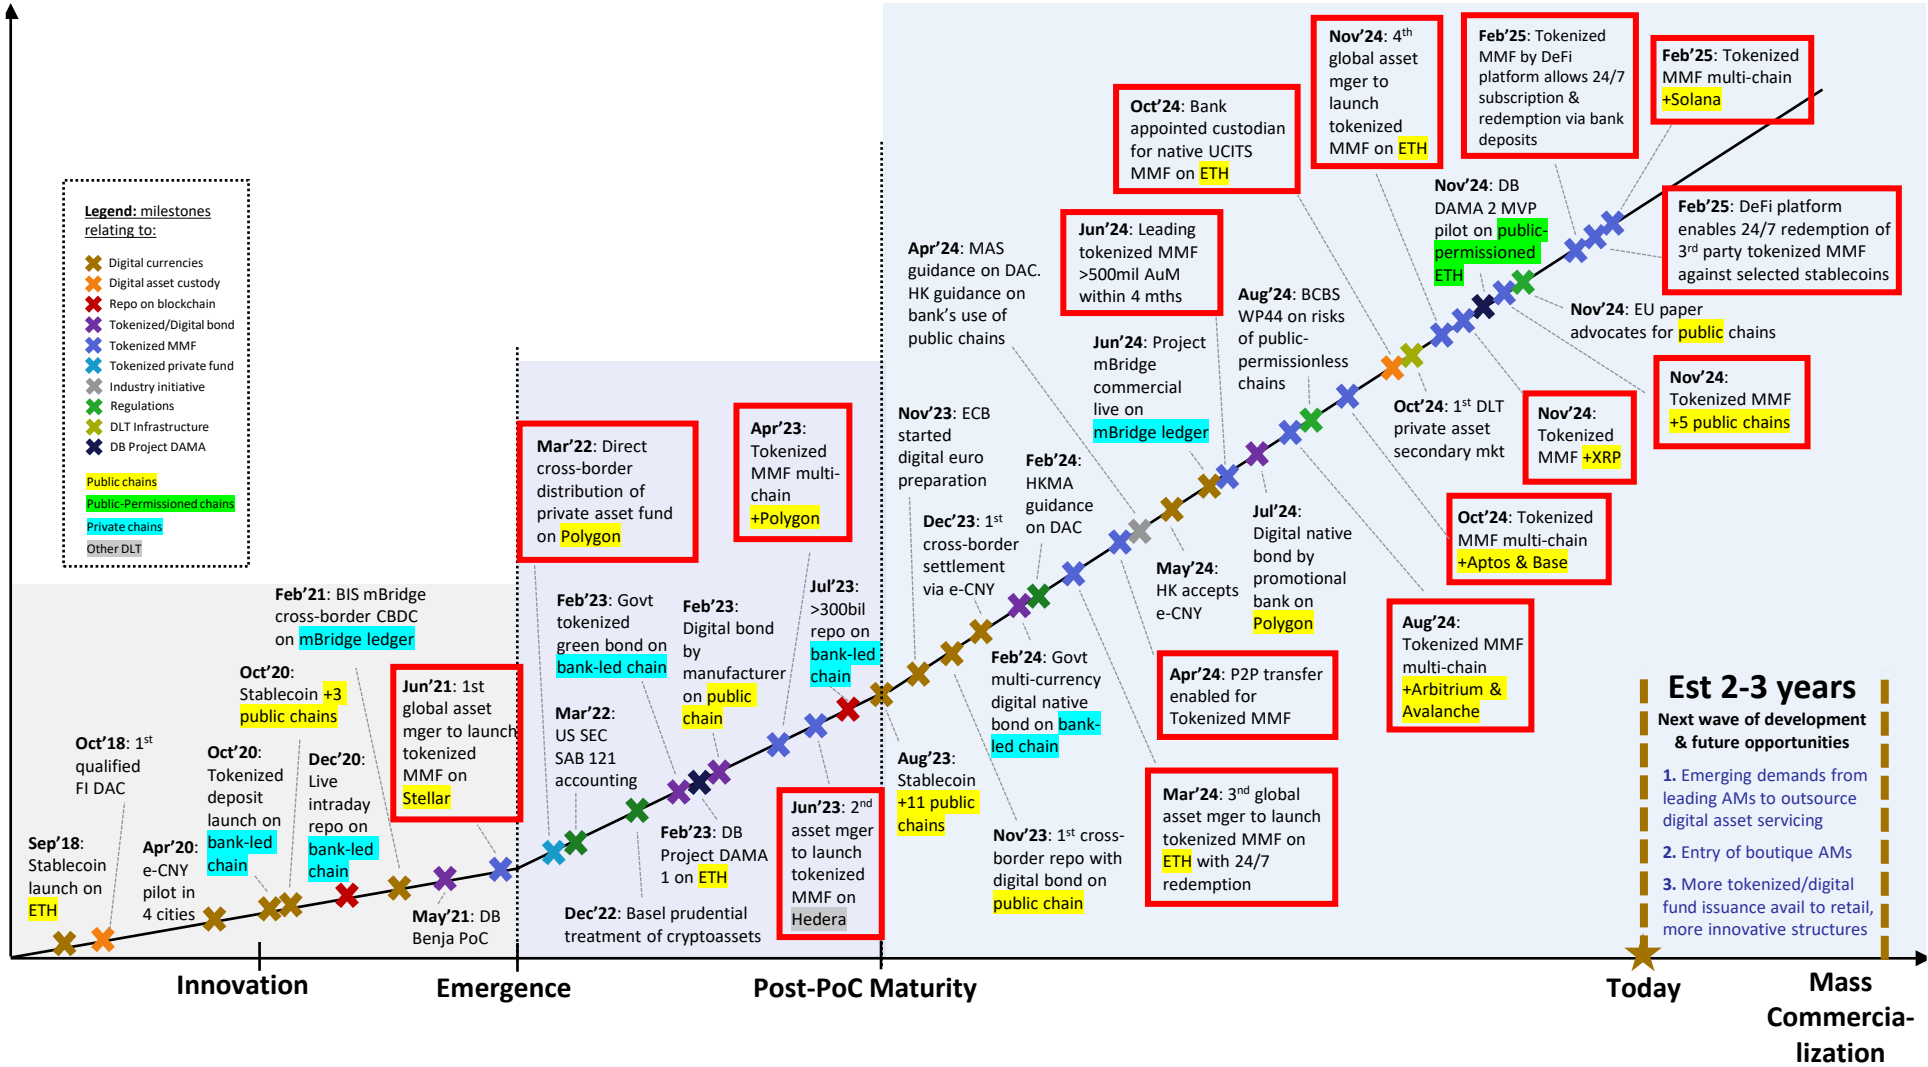 Legend: milestones
relating to:
Digital currencies
Digital asset custody
Repo on blockchain
Tokenized/Digital bond
Tokenized MMF
Tokenized private fund
Industry initiative
Regulations
DLT Infrastructure
DB Project DAMA
Public chains
Public-Permissioned chains
Private chains
Other DLT
Sep’18:
Stablecoin
launch on
ETH
Oct’18: 1st
qualified
FI DAC
Apr’20:
e-CNY
pilot in
4 cities
Oct’20:
Tokenized
deposit
launch on
bank-led
chain
Oct’20:
Stablecoin +3
public chains
Dec’20:
Live
intraday
repo on
bank-led
chain
Feb’21: BIS mBridge
cross-border CBDC
on mBridge ledger
May’21: DB
Benja PoC
Jun’21: 1st
global asset
mger to launch
tokenized
MMF on
Stellar
Mar’22: Direct
cross-border
distribution of
private asset fund
on Polygon
Mar’22:
US SEC
SAB 121
accounting
Dec’22: Basel prudential
treatment of cryptoassets
Feb’23: Govt
tokenized
green bond on
bank-led chain
Feb’23: DB
Project DAMA
1 on ETH
Feb’23:
Digital bond
by
manufacturer
on public
chain
Apr’23:
Tokenized
MMF multi-
chain
+Polygon
Jun’23: 2nd
asset mger
to launch
tokenized
MMF on
Hedera
Jul’23:
>300bil
repo on
bank-led
chain
Aug’23:
Stablecoin
+11 public
chains
Nov’23: ECB
started
digital euro
preparation
Nov’23: 1st cross-
border repo with
digital bond on
public chain
Dec’23: 1st
cross-border
settlement
via e-CNY
Feb’24: Govt
multi-currency
digital native
bond on bank-
led chain
Feb’24:
HKMA
guidance
on DAC
Mar’24: 3nd global
asset mger to launch
tokenized MMF on
ETH with 24/7
redemption
Apr’24: P2P transfer
enabled for
Tokenized MMF
Apr’24: MAS
guidance on DAC.
HK guidance on
bank’s use of
public chains
May’24:
HK accepts
e-CNY
Jun’24: Project
mBridge
commercial
live on
mBridge ledger
Jun’24: Leading
tokenized MMF
>500mil AuM
within 4 mths
Jul’24:
Digital native
bond by
promotional
bank on
Polygon
Aug’24:
Tokenized MMF
multi-chain
+Arbitrium &
Avalanche
Aug’24: BCBS
WP44 on risks
of public-
permissionless
chains
Oct’24: Tokenized
MMF multi-chain
+Aptos & Base
Oct’24: Bank
appointed custodian
for native UCITS
MMF on ETH
Oct’24: 1st DLT
private asset
secondary mkt
Nov’24: 4th
global asset
mger to
launch
tokenized
MMF on ETH
Nov’24:
Tokenized
MMF +XRP
Nov’24: DB
DAMA 2 MVP
pilot on public-
permissioned
ETH
Nov’24:
Tokenized MMF
+5 public chains
Nov’24: EU paper
advocates for public chains
Feb’25: Tokenized
MMF by DeFi
platform allows 24/7
subscription &
redemption via bank
deposits
Feb’25: DeFi platform
enables 24/7 redemption of
3rd party tokenized MMF
against selected stablecoins
Feb’25: Tokenized
MMF multi-chain
+Solana
Est 2-3 years
Next wave of development
& future opportunities
1. Emerging demands from
leading AMs to outsource
digital asset servicing
2. Entry of boutique AMs
3. More tokenized/digital
fund issuance avail to retail,
more innovative structures
Innovation
Emergence
Post-PoC Maturity
Today
Mass
Commercia-
lization